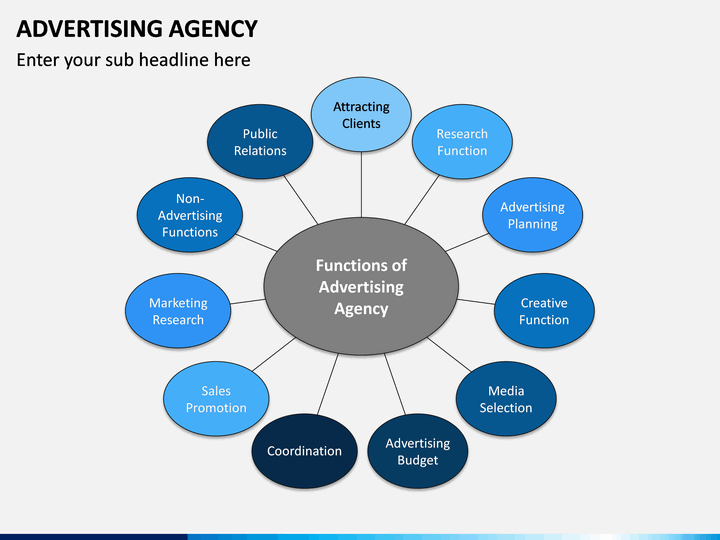 ADVERTISING AGENCY
Enter your sub headline here
Attracting
Clients
Research
Function
Advertising
Planning
Creative
Function
Media
Selection
Advertising
Budget
Coordination
Sales
Promotion
Marketing
Research
Non-
Advertising
Functions
Public
Relations
Functions of
Advertising
Agency